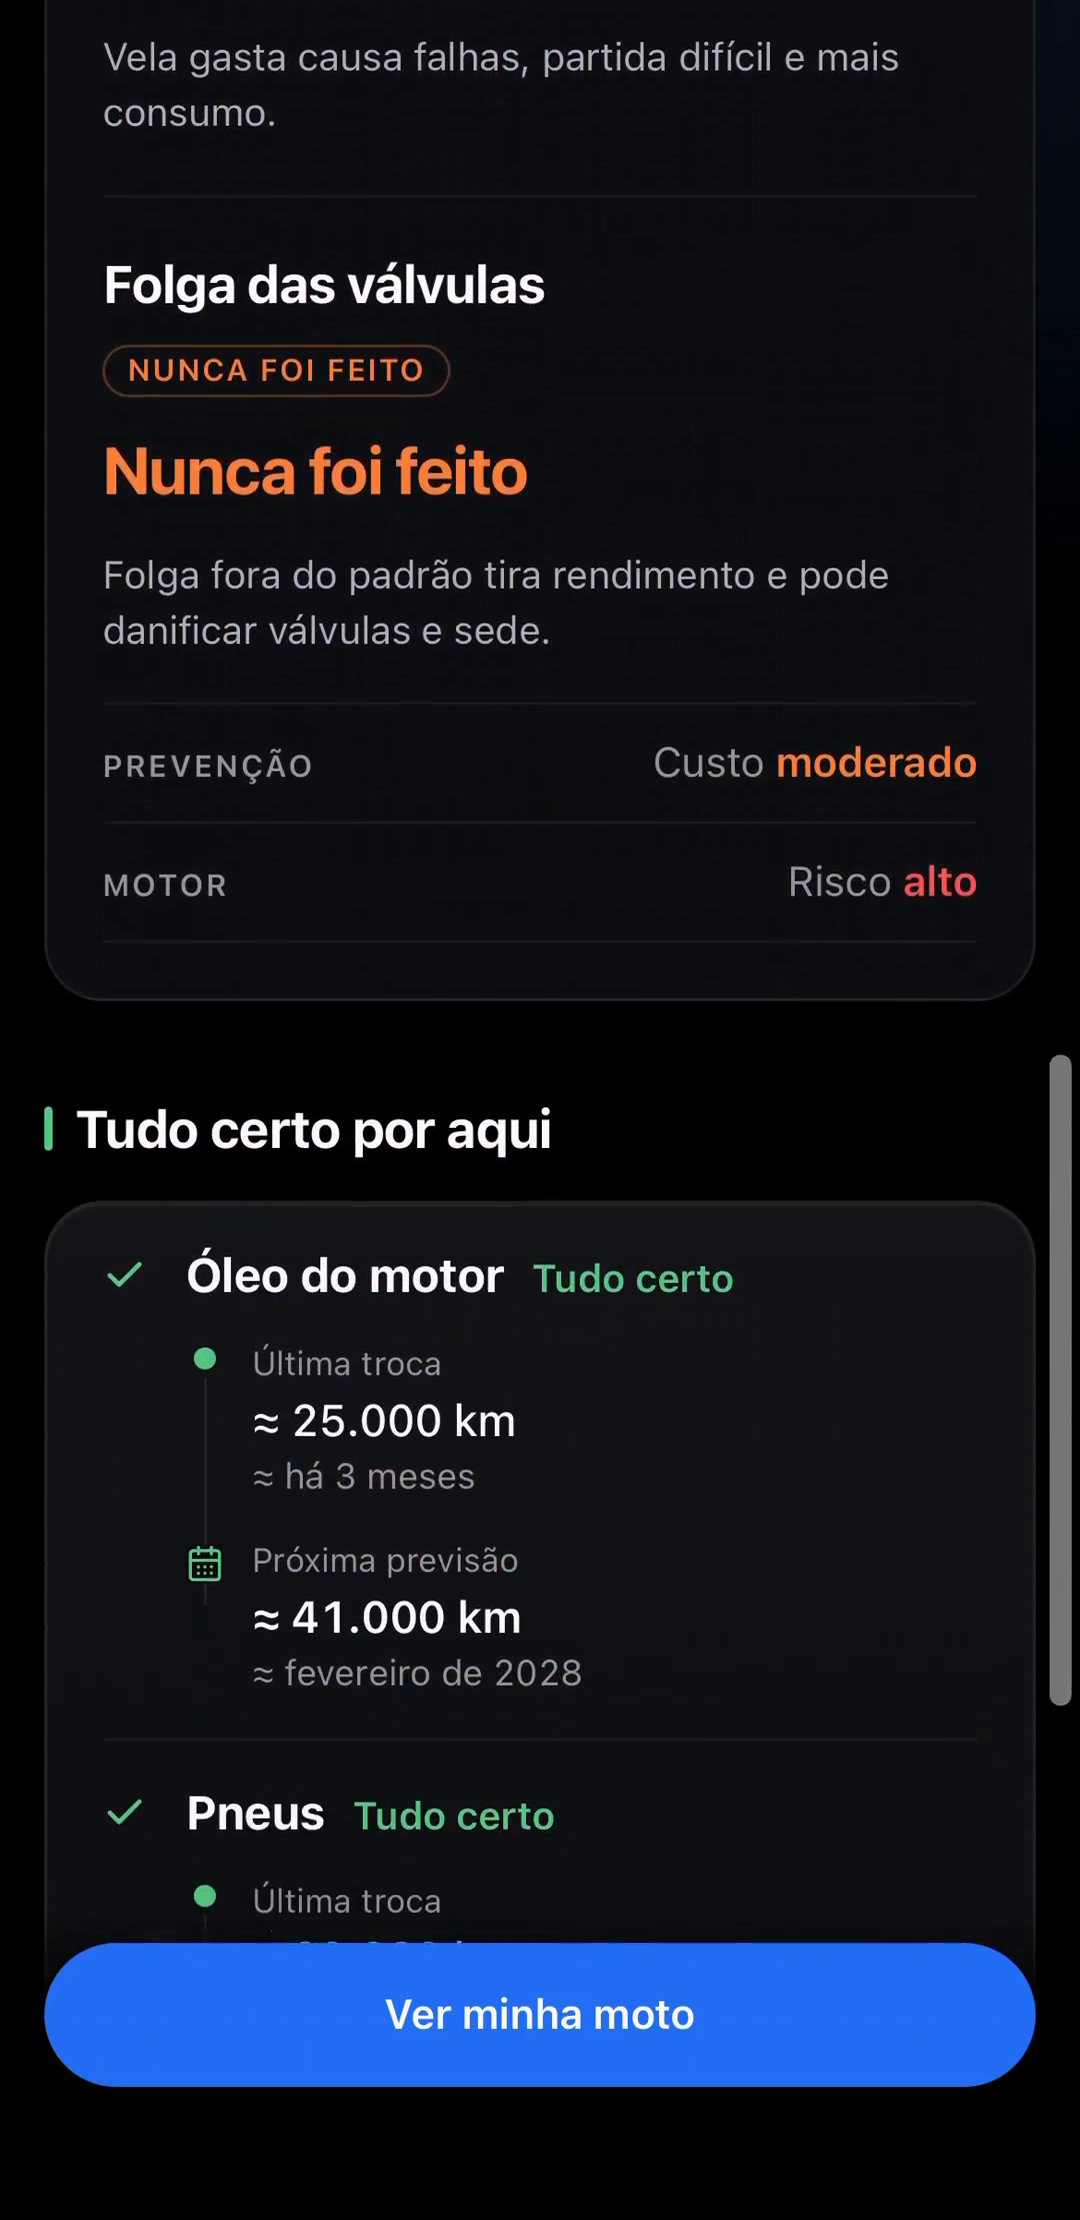 Vela gasta causa falhas, partida difícil e mais
consumo.
Folga das válvulas
NUNCA FOI FEITO
Nunca foi feito
Folga fora do padrão tira rendimento e pode
danificar válvulas e sede.
PREVENÇÃO Custo moderado
MOTOR Risco alto
Tudo certo por aqui
Óleo do motor Tudo certo
Última troca
≈ 25.000 km
≈ há 3 meses
Próxima previsão
≈ 41.000 km
≈ fevereiro de 2028
Pneus Tudo certo
Última troca
Ver minha moto